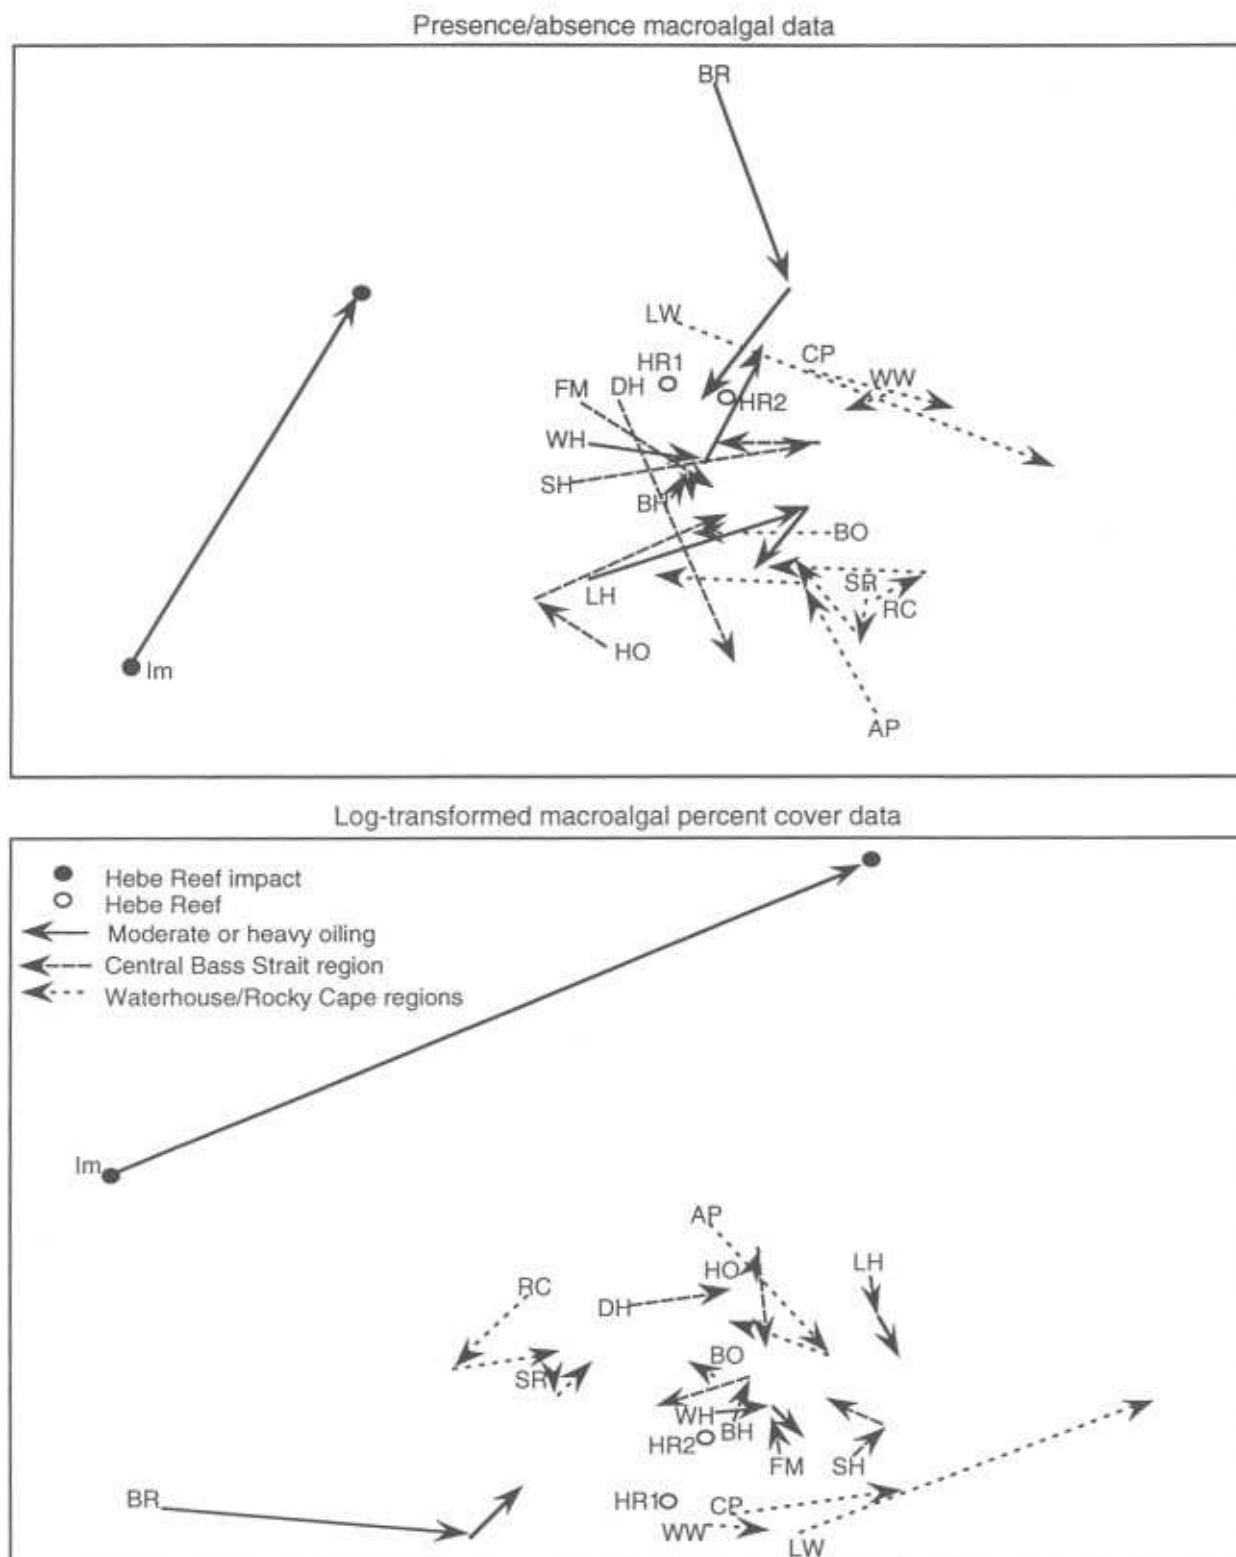 Presence/absence macroalgal data
BR
LW
CP
HR1
WW
FM DH
HR2
WH
SH
BH
BO
SR
LH
RC
HO
Im
AP
Log-transformed macroalgal percent cover data
Hebe Reef impact
Hebe Reef
Moderate or heavy oiling
Central Bass Strait region
Waterhouse/Rocky Cape regions
Im
AP
HO
LH
RC
DH
BO
SR
WH
BH
HR2
FM SH
BR
HR1
CP
WW
LW